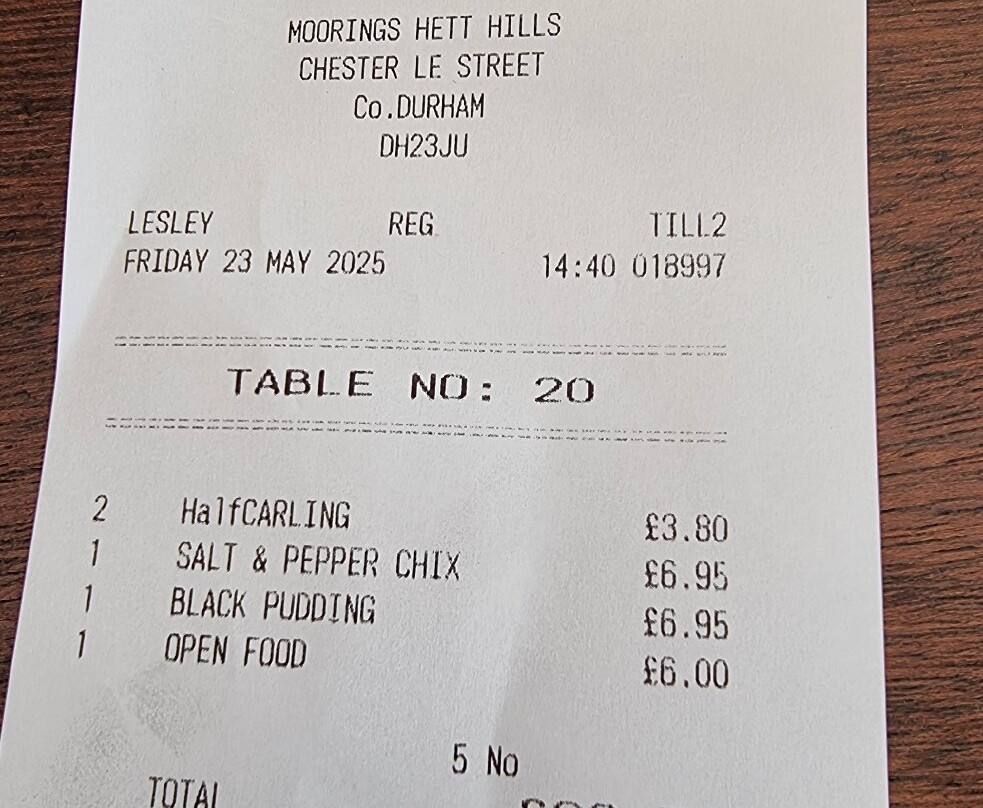 MOORINGS HETT HILLS
CHESTER LE STREET
Co.DURHAM
DH23JU
LESLEY REG TILL2
FRIDAY 23 MAY 2025 14:40 018997
TABLE NO: 20
2 HalfCARLING £3.80
1 SALT & PEPPER CHIX £6.95
1 BLACK PUDDING £6.95
1 OPEN FOOD £6.00
5 No
TOTAL